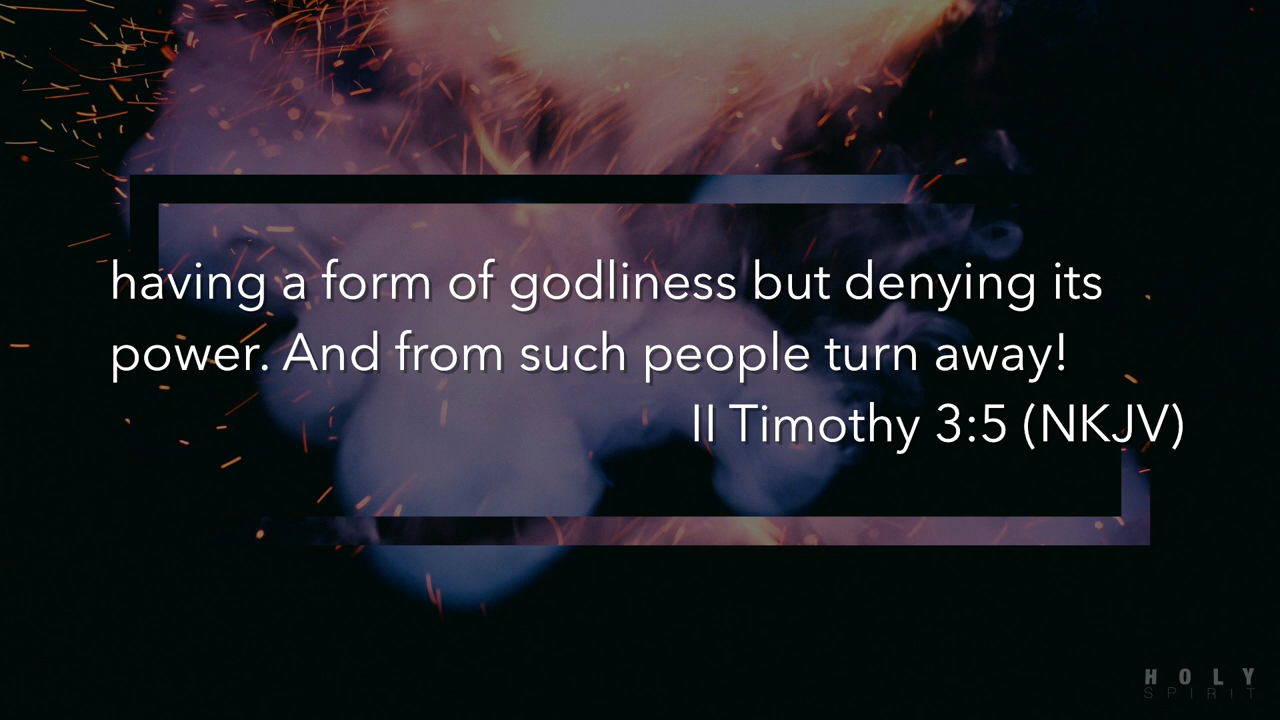 having a form of godliness but denying its
power. And from such people turn away!
II Timothy 3:5 (NKJV)
HOLY
SPIRIT